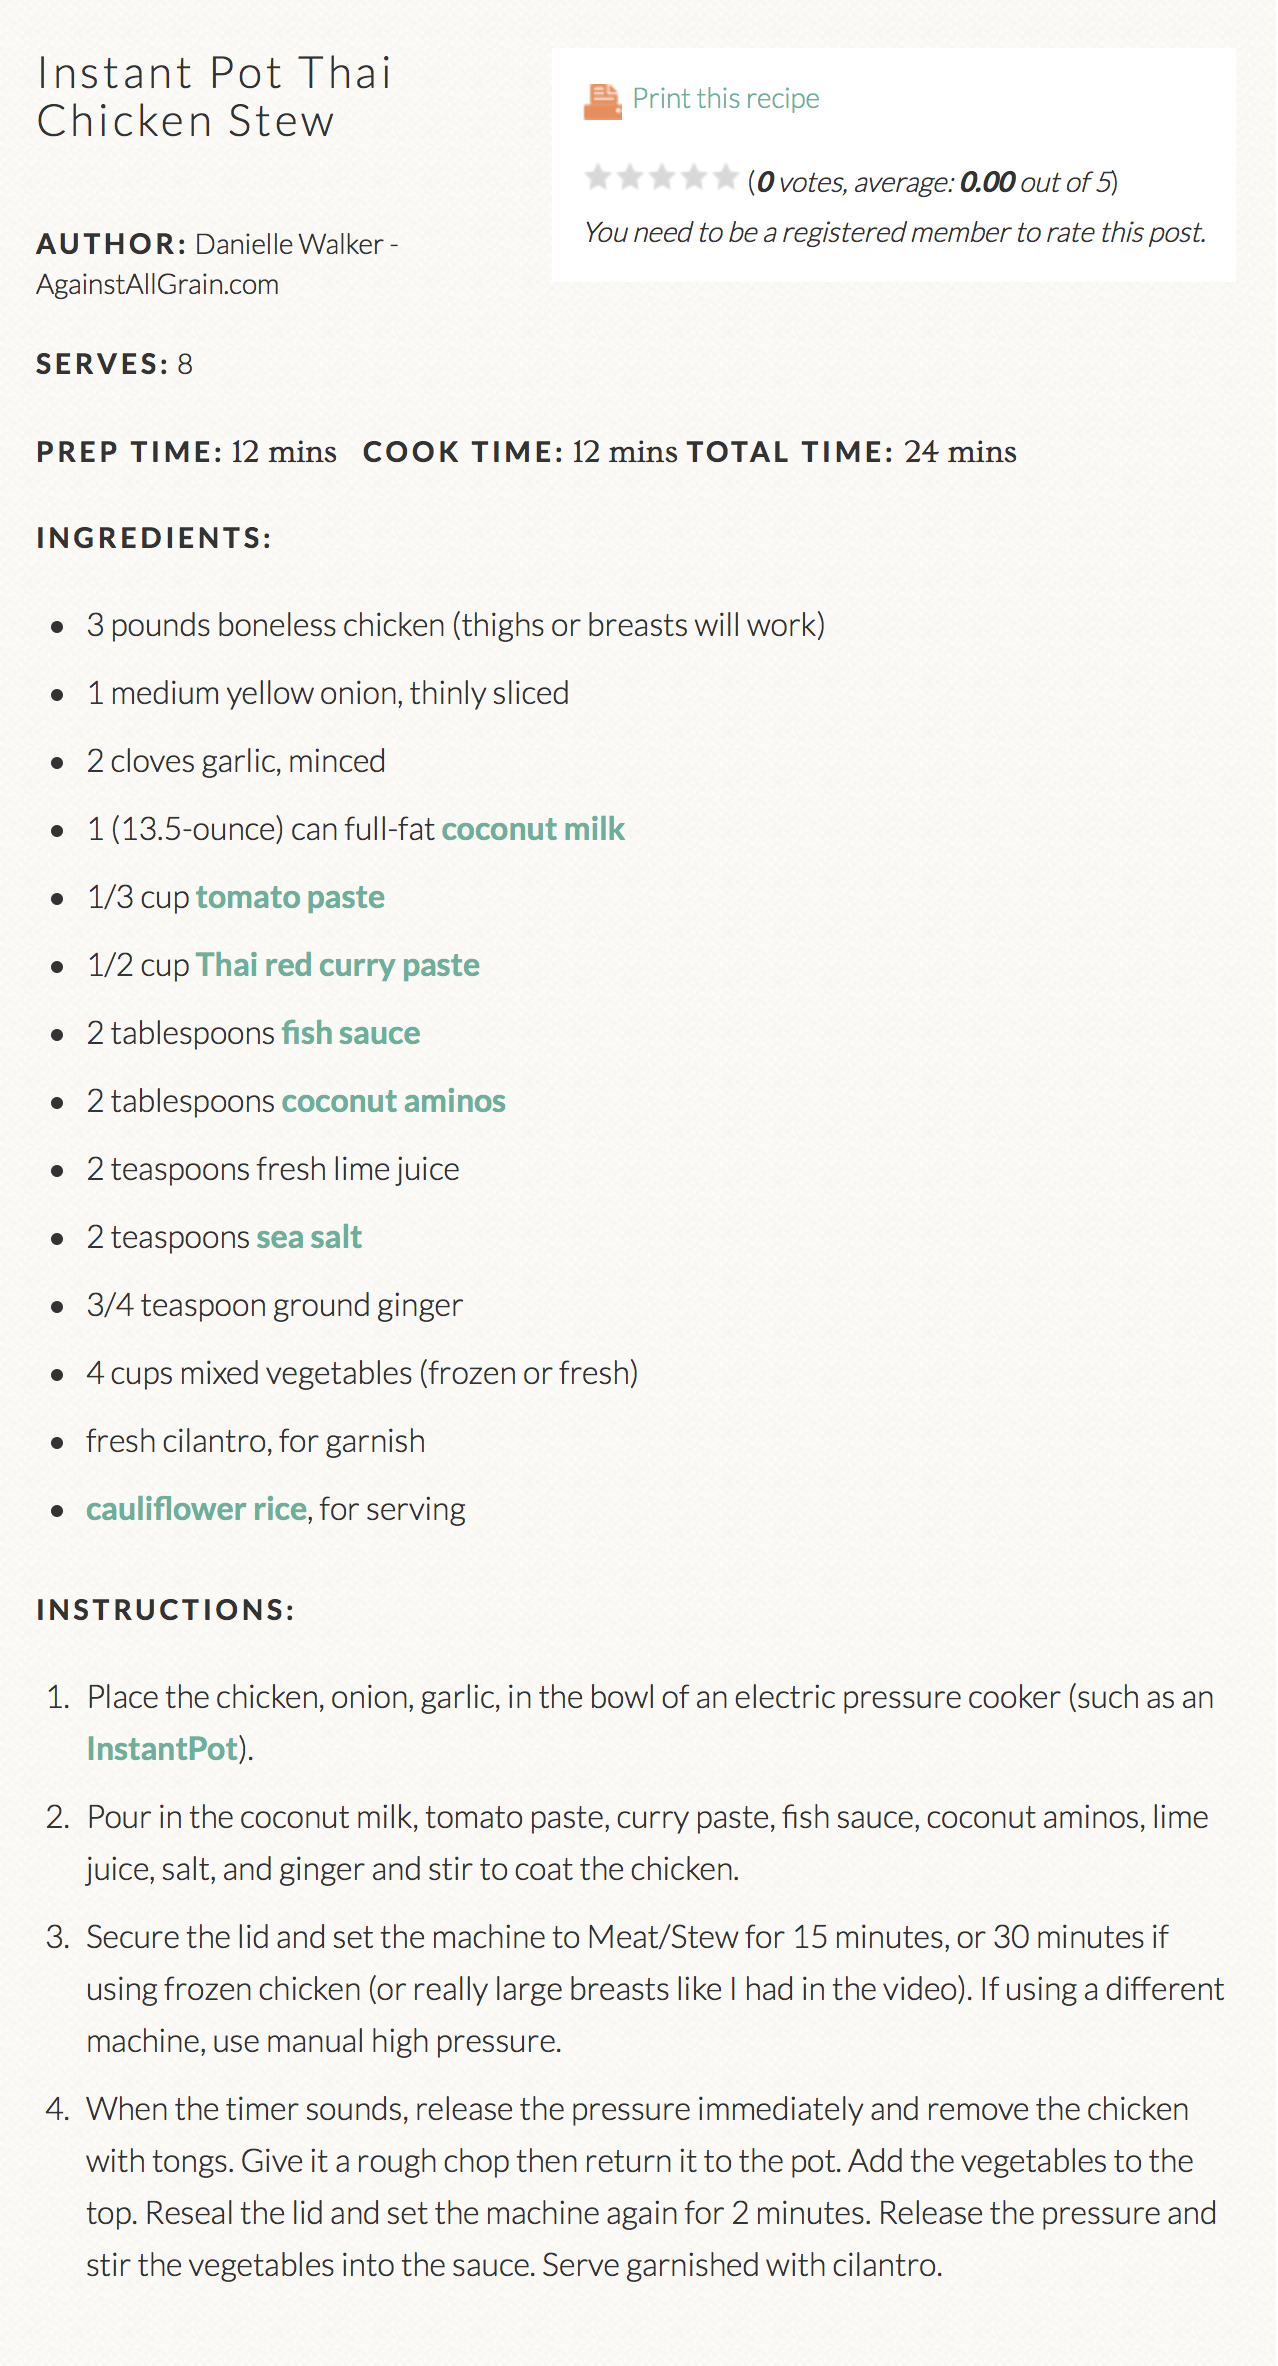 Instant Pot Thai
Chicken Stew
Print this recipe
(0 votes, average: 0.00 out of 5)
You need to be a registered member to rate this post.
AUTHOR: Danielle Walker -
AgainstAllGrain.com
SERVES: 8
PREP TIME: 12 mins COOK TIME: 12 mins TOTAL TIME: 24 mins
INGREDIENTS:
• 3 pounds boneless chicken (thighs or breasts will work)
• 1 medium yellow onion, thinly sliced
• 2 cloves garlic, minced
• 1 (13.5-ounce) can full-fat coconut milk
• 1/3 cup tomato paste
• 1/2 cup Thai red curry paste
• 2 tablespoons fish sauce
• 2 tablespoons coconut aminos
• 2 teaspoons fresh lime juice
• 2 teaspoons sea salt
• 3/4 teaspoon ground ginger
• 4 cups mixed vegetables (frozen or fresh)
• fresh cilantro, for garnish
• cauliflower rice, for serving
INSTRUCTIONS:
1. Place the chicken, onion, garlic, in the bowl of an electric pressure cooker (such as an
InstantPot).
2. Pour in the coconut milk, tomato paste, curry paste, fish sauce, coconut aminos, lime
juice, salt, and ginger and stir to coat the chicken.
3. Secure the lid and set the machine to Meat/Stew for 15 minutes, or 30 minutes if
using frozen chicken (or really large breasts like I had in the video). If using a different
machine, use manual high pressure.
4. When the timer sounds, release the pressure immediately and remove the chicken
with tongs. Give it a rough chop then return it to the pot. Add the vegetables to the
top. Reseal the lid and set the machine again for 2 minutes. Release the pressure and
stir the vegetables into the sauce. Serve garnished with cilantro.